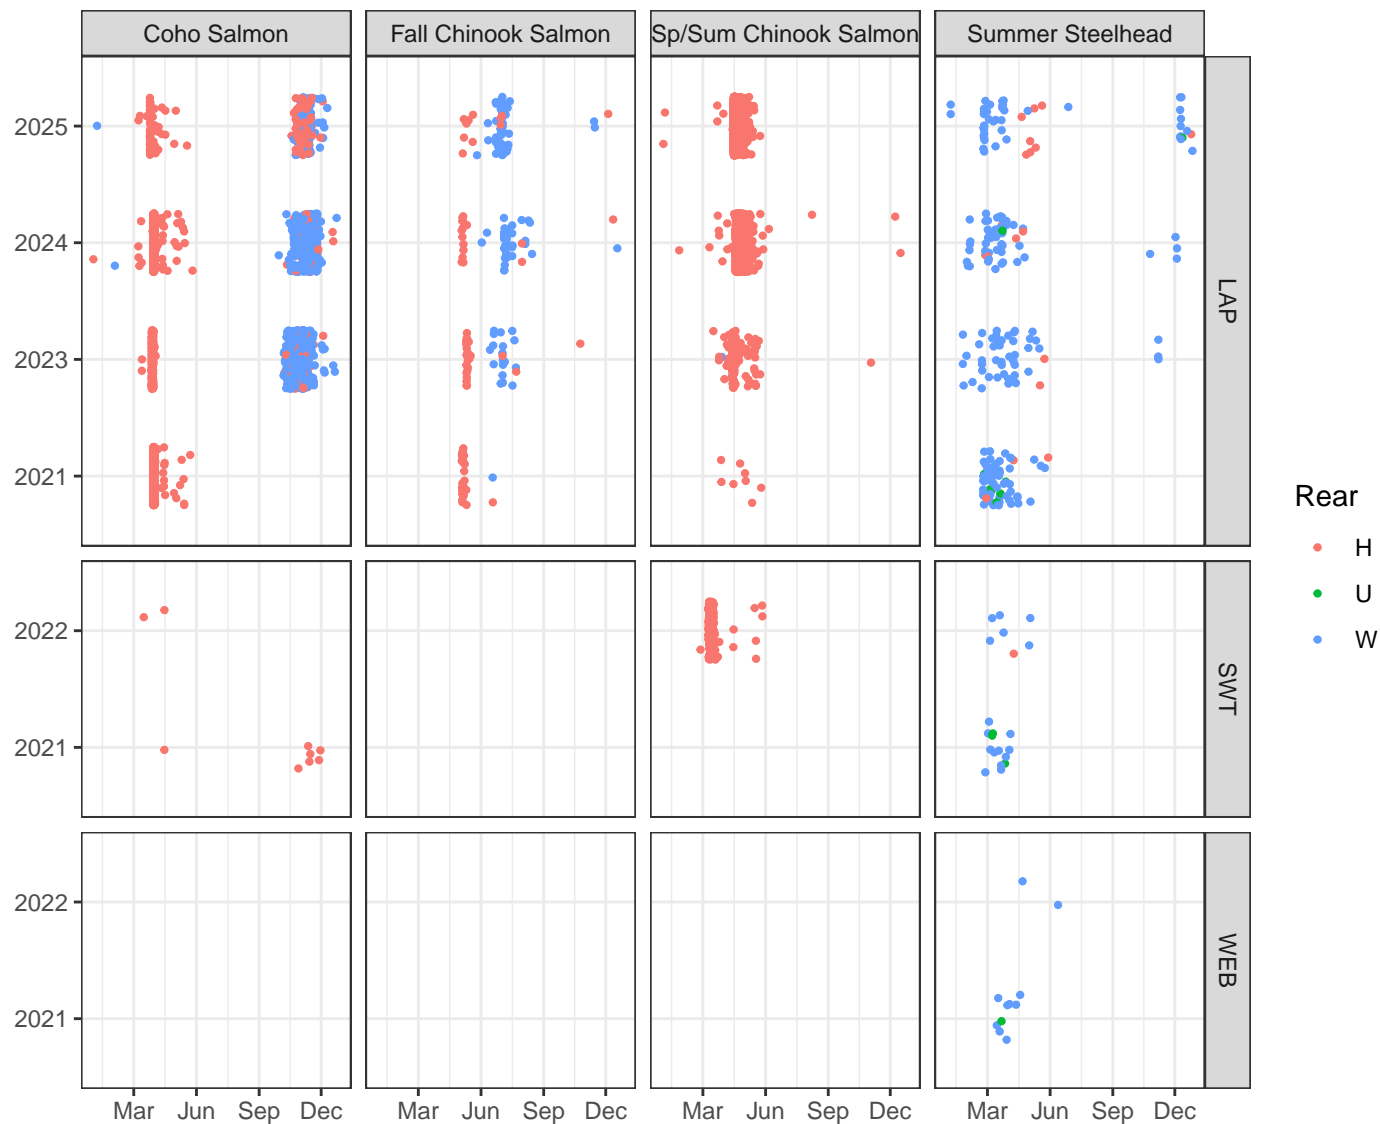 Coho Salmon
Fall Chinook Salmon
Sp/Sum Chinook Salmon
Summer Steelhead
2025
2024
2023
2021
LAP
2022
2021
SWT
2022
2021
WEB
Mar Jun Sep Dec
Mar Jun Sep Dec
Mar Jun Sep Dec
Mar Jun Sep Dec
Rear
H
U
W